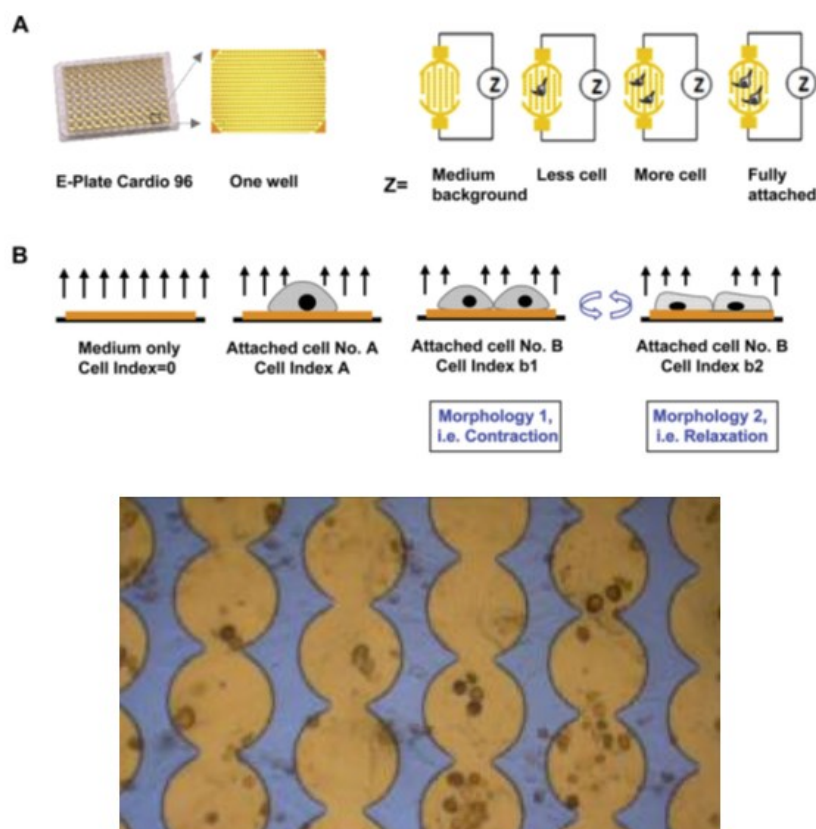 A
Z
Z
Z
Z
E-Plate Cardio 96
One well
Z=
Medium
background
Less cell
More cell
Fully
attached
B
Medium only
Cell Index=0
Attached cell No. A
Cell Index A
Attached cell No. B
Cell Index b1
Attached cell No. B
Cell Index b2
Morphology 1,
i.e. Contraction
Morphology 2,
i.e. Relaxation